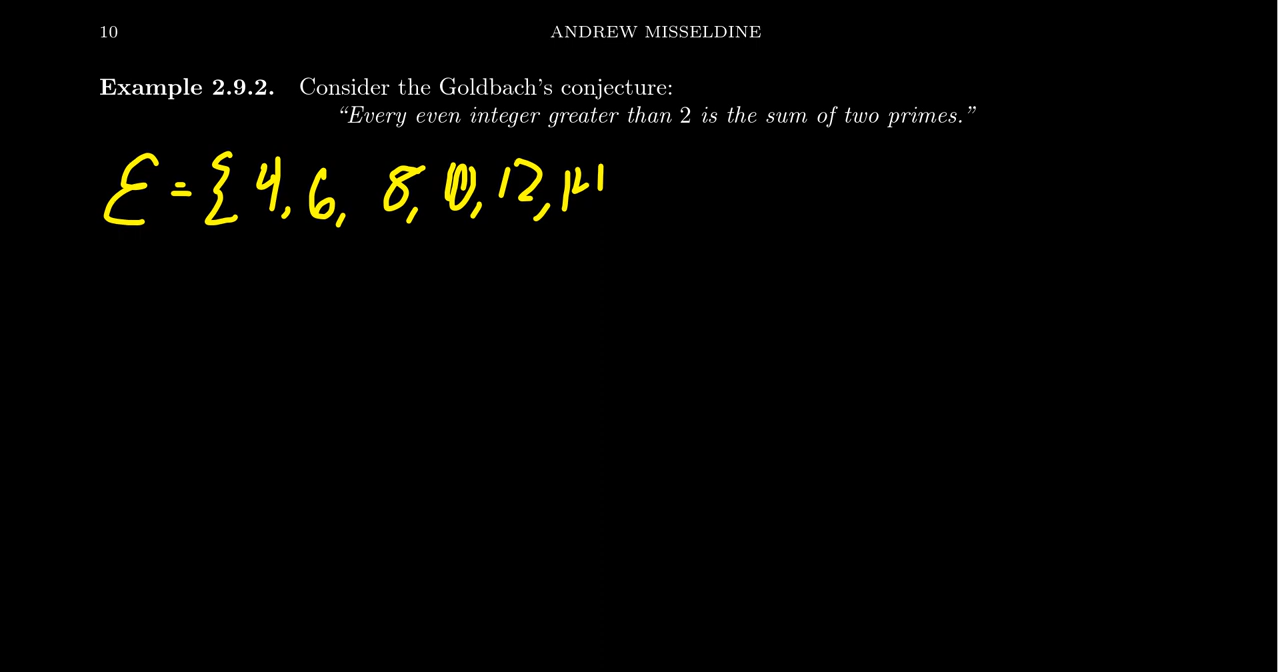 10 ANDREW MISSELDINE
Example 2.9.2. Consider the Goldbach's conjecture:
“Every even integer greater than 2 is the sum of two primes.”
ℰ = { 4, 6, 8, 10, 12, 14